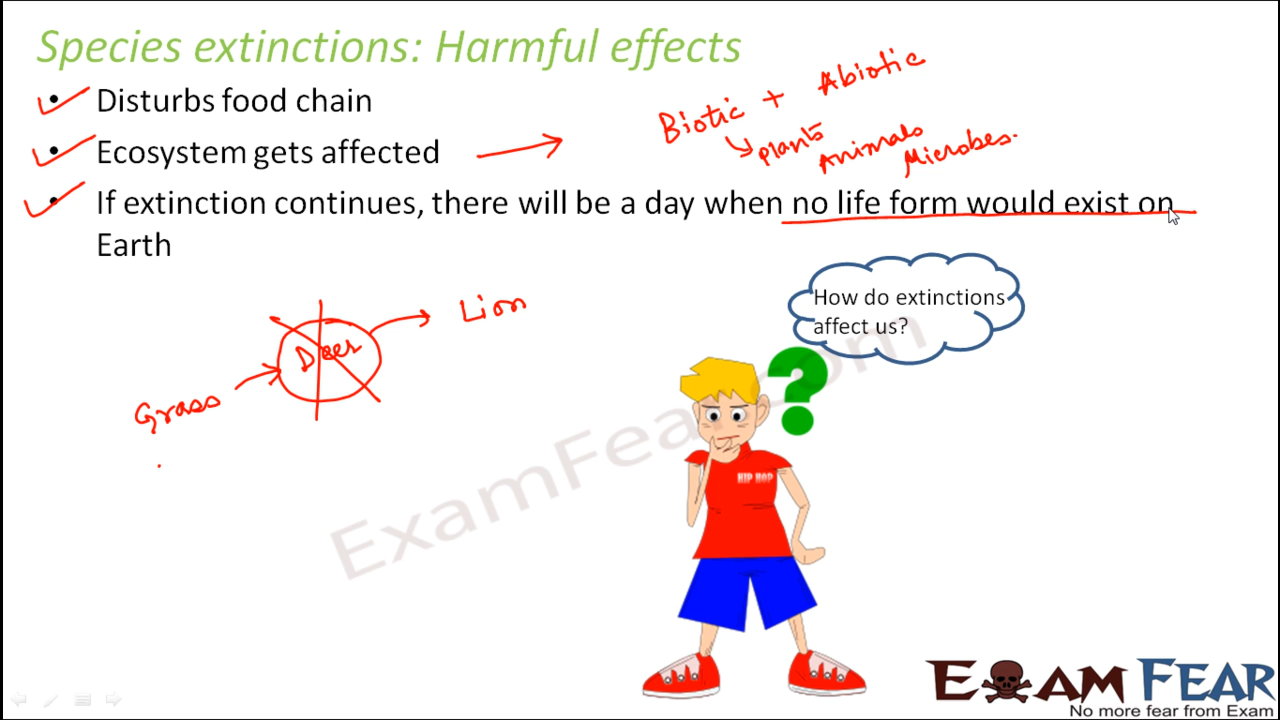 Species extinctions: Harmful effects
• Disturbs food chain
Biotic + Abiotic
• Ecosystem gets affected
plants
Animals
Microbes.
• If extinction continues, there will be a day when no life form would exist on
Earth
How do extinctions
affect us?
Lion
Deer
Grass
HIP HOP
ExamFear.com
EXAMFEAR
No more fear from Exam